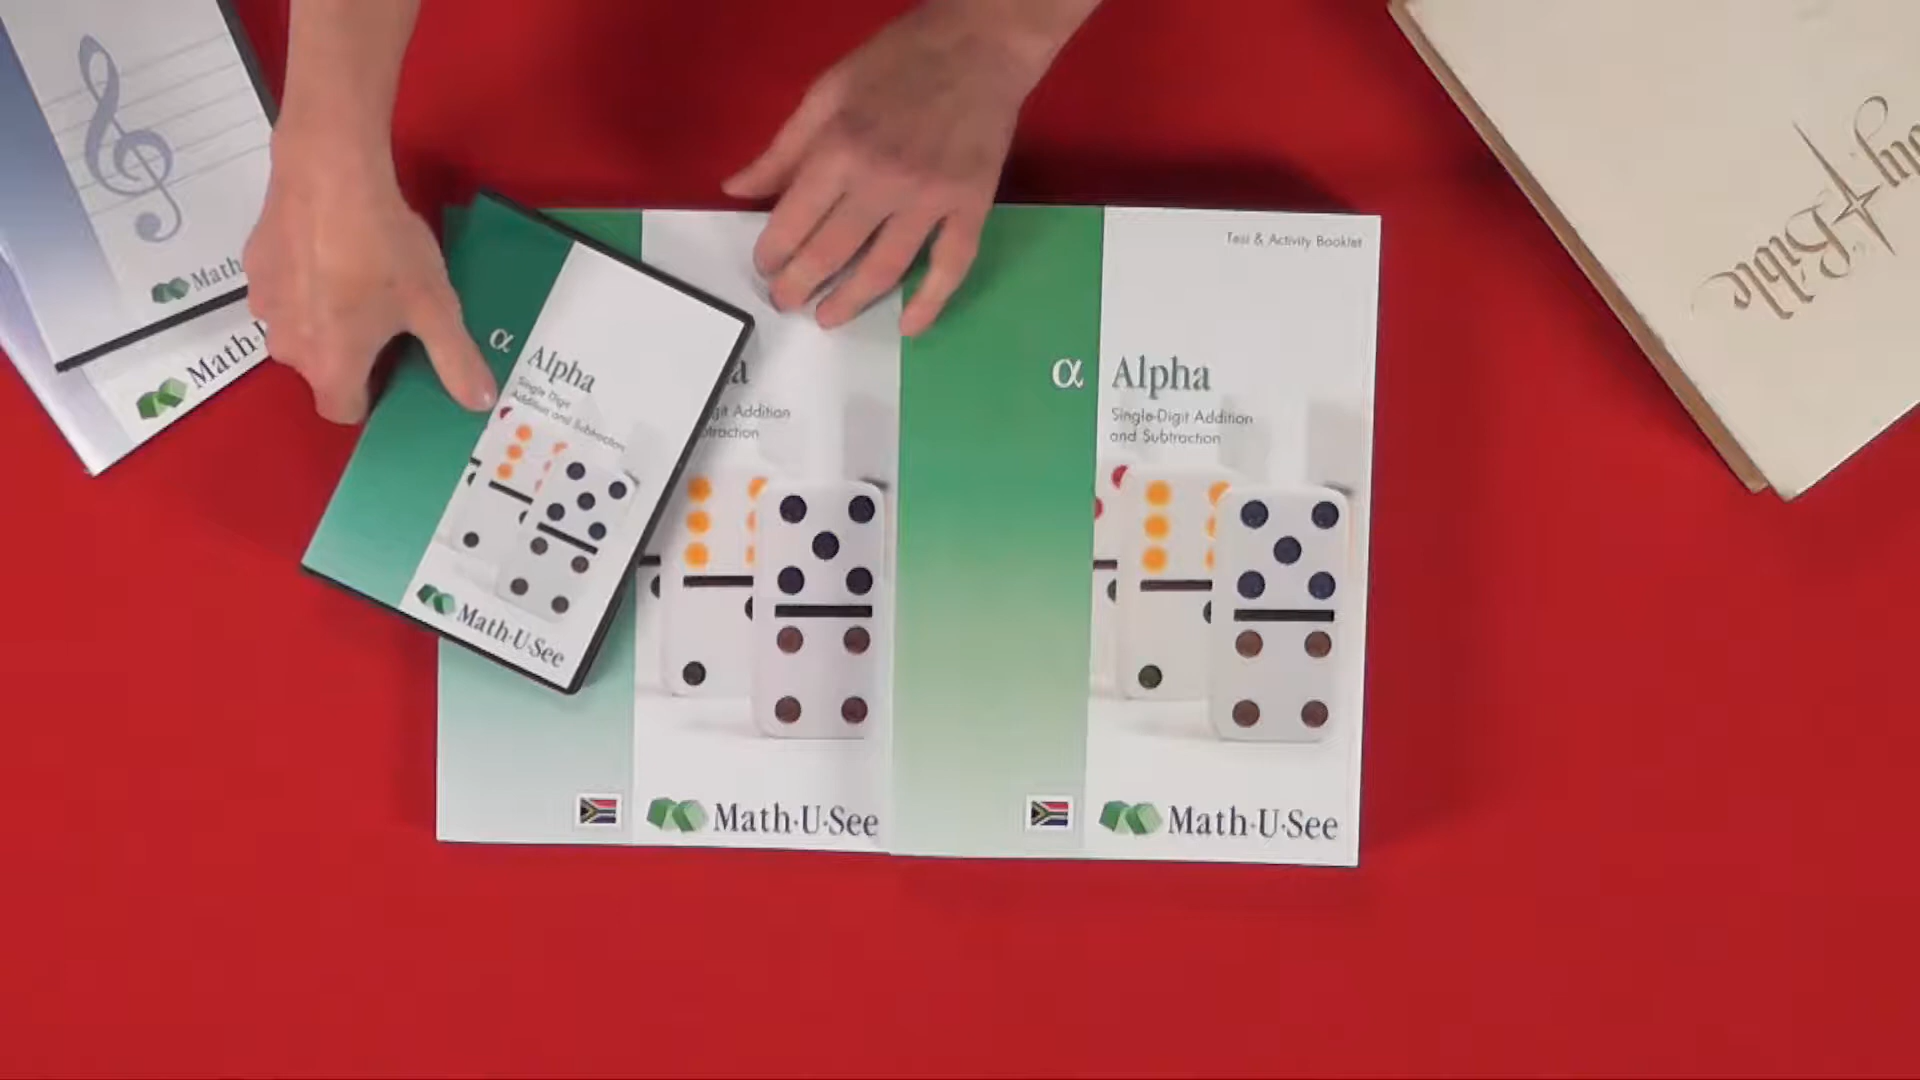 Math
Math-U
α
Alpha
Single-Digit
Addition and Subtraction
Math·U·See
a
git Addition
btraction
Math·U·See
Test & Activity Booklet
α
Alpha
Single-Digit Addition
and Subtraction
Math·U·See
Holy Bible